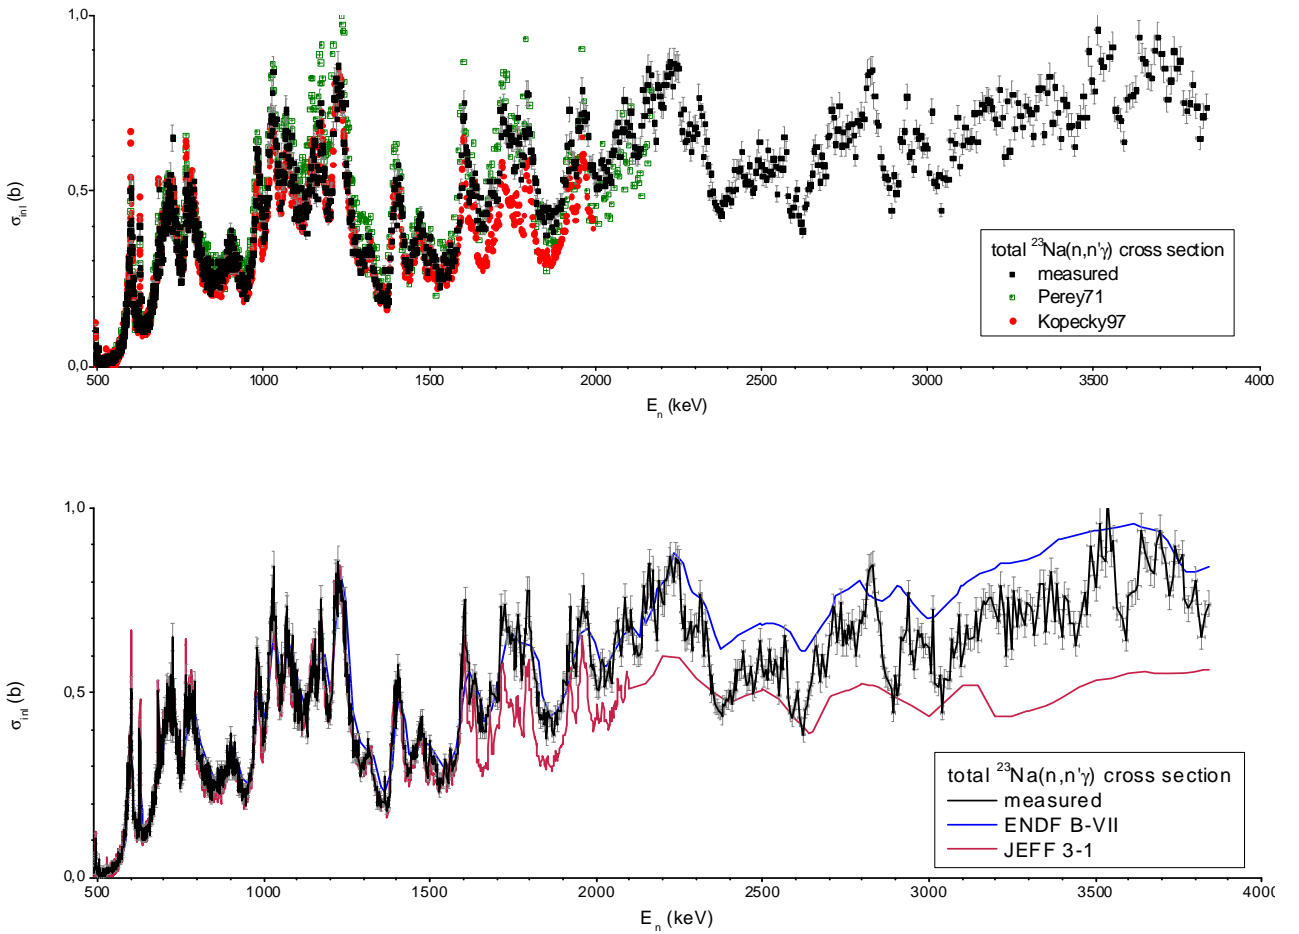 1,0
0,5
0,0
σinl (b)
500 1000 1500 2000 2500 3000 3500 4000
En (keV)
total 23Na(n,n'γ) cross section
measured
Perey71
Kopecky97
1,0
0,5
0,0
σinl (b)
500 1000 1500 2000 2500 3000 3500 4000
En (keV)
total 23Na(n,n'γ) cross section
measured
ENDF B-VII
JEFF 3-1